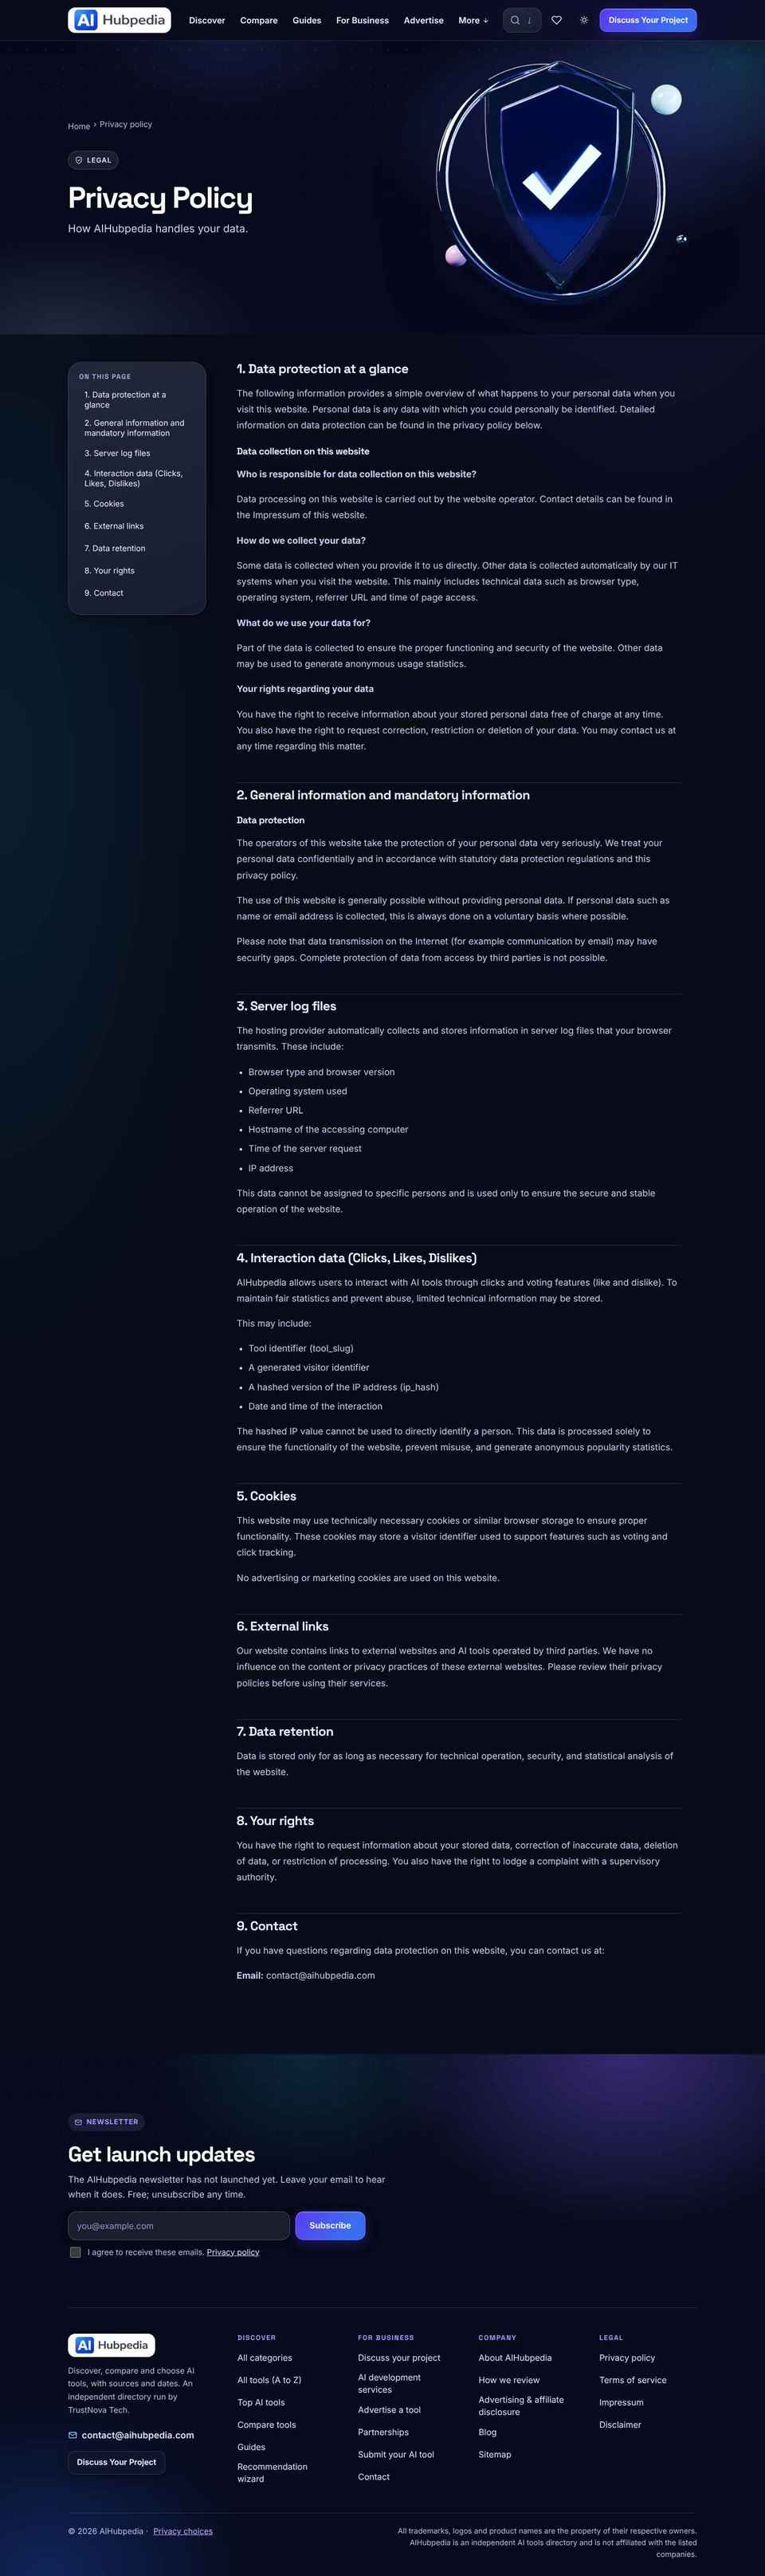 AI Hubpedia
Discover
Compare
Guides
For Business
Advertise
More
/
Discuss Your Project
Home › Privacy policy
LEGAL
Privacy Policy
How AIHubpedia handles your data.
ON THIS PAGE
1. Data protection at a
glance
2. General information and
mandatory information
3. Server log files
4. Interaction data (Clicks,
Likes, Dislikes)
5. Cookies
6. External links
7. Data retention
8. Your rights
9. Contact
1. Data protection at a glance
The following information provides a simple overview of what happens to your personal data when you
visit this website. Personal data is any data with which you could personally be identified. Detailed
information on data protection can be found in the privacy policy below.
Data collection on this website
Who is responsible for data collection on this website?
Data processing on this website is carried out by the website operator. Contact details can be found in
the Impressum of this website.
How do we collect your data?
Some data is collected when you provide it to us directly. Other data is collected automatically by our IT
systems when you visit the website. This mainly includes technical data such as browser type,
operating system, referrer URL and time of page access.
What do we use your data for?
Part of the data is collected to ensure the proper functioning and security of the website. Other data
may be used to generate anonymous usage statistics.
Your rights regarding your data
You have the right to receive information about your stored personal data free of charge at any time.
You also have the right to request correction, restriction or deletion of your data. You may contact us at
any time regarding this matter.
2. General information and mandatory information
Data protection
The operators of this website take the protection of your personal data very seriously. We treat your
personal data confidentially and in accordance with statutory data protection regulations and this
privacy policy.
The use of this website is generally possible without providing personal data. If personal data such as
name or email address is collected, this is always done on a voluntary basis where possible.
Please note that data transmission on the Internet (for example communication by email) may have
security gaps. Complete protection of data from access by third parties is not possible.
3. Server log files
The hosting provider automatically collects and stores information in server log files that your browser
transmits. These include:
• Browser type and browser version
• Operating system used
• Referrer URL
• Hostname of the accessing computer
• Time of the server request
• IP address
This data cannot be assigned to specific persons and is used only to ensure the secure and stable
operation of the website.
4. Interaction data (Clicks, Likes, Dislikes)
AIHubpedia allows users to interact with AI tools through clicks and voting features (like and dislike). To
maintain fair statistics and prevent abuse, limited technical information may be stored.
This may include:
• Tool identifier (tool_slug)
• A generated visitor identifier
• A hashed version of the IP address (ip_hash)
• Date and time of the interaction
The hashed IP value cannot be used to directly identify a person. This data is processed solely to
ensure the functionality of the website, prevent misuse, and generate anonymous popularity statistics.
5. Cookies
This website may use technically necessary cookies or similar browser storage to ensure proper
functionality. These cookies may store a visitor identifier used to support features such as voting and
click tracking.
No advertising or marketing cookies are used on this website.
6. External links
Our website contains links to external websites and AI tools operated by third parties. We have no
influence on the content or privacy practices of these external websites. Please review their privacy
policies before using their services.
7. Data retention
Data is stored only for as long as necessary for technical operation, security, and statistical analysis of
the website.
8. Your rights
You have the right to request information about your stored data, correction of inaccurate data, deletion
of data, or restriction of processing. You also have the right to lodge a complaint with a supervisory
authority.
9. Contact
If you have questions regarding data protection on this website, you can contact us at:
Email: contact@aihubpedia.com
NEWSLETTER
Get launch updates
The AIHubpedia newsletter has not launched yet. Leave your email to hear
when it does. Free; unsubscribe any time.
you@example.com
Subscribe
I agree to receive these emails. Privacy policy
AI Hubpedia
Discover, compare and choose AI
tools, with sources and dates. An
independent directory run by
TrustNova Tech.
contact@aihubpedia.com
Discuss Your Project
DISCOVER
All categories
All tools (A to Z)
Top AI tools
Compare tools
Guides
Recommendation
wizard
FOR BUSINESS
Discuss your project
AI development
services
Advertise a tool
Partnerships
Submit your AI tool
Contact
COMPANY
About AIHubpedia
How we review
Advertising & affiliate
disclosure
Blog
Sitemap
LEGAL
Privacy policy
Terms of service
Impressum
Disclaimer
© 2026 AIHubpedia · Privacy choices
All trademarks, logos and product names are the property of their respective owners.
AIHubpedia is an independent AI tools directory and is not affiliated with the listed
companies.